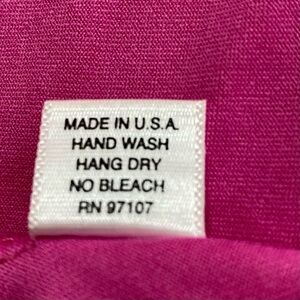 MADE IN U.S.A.
HAND WASH
HANG DRY
NO BLEACH
RN 97107